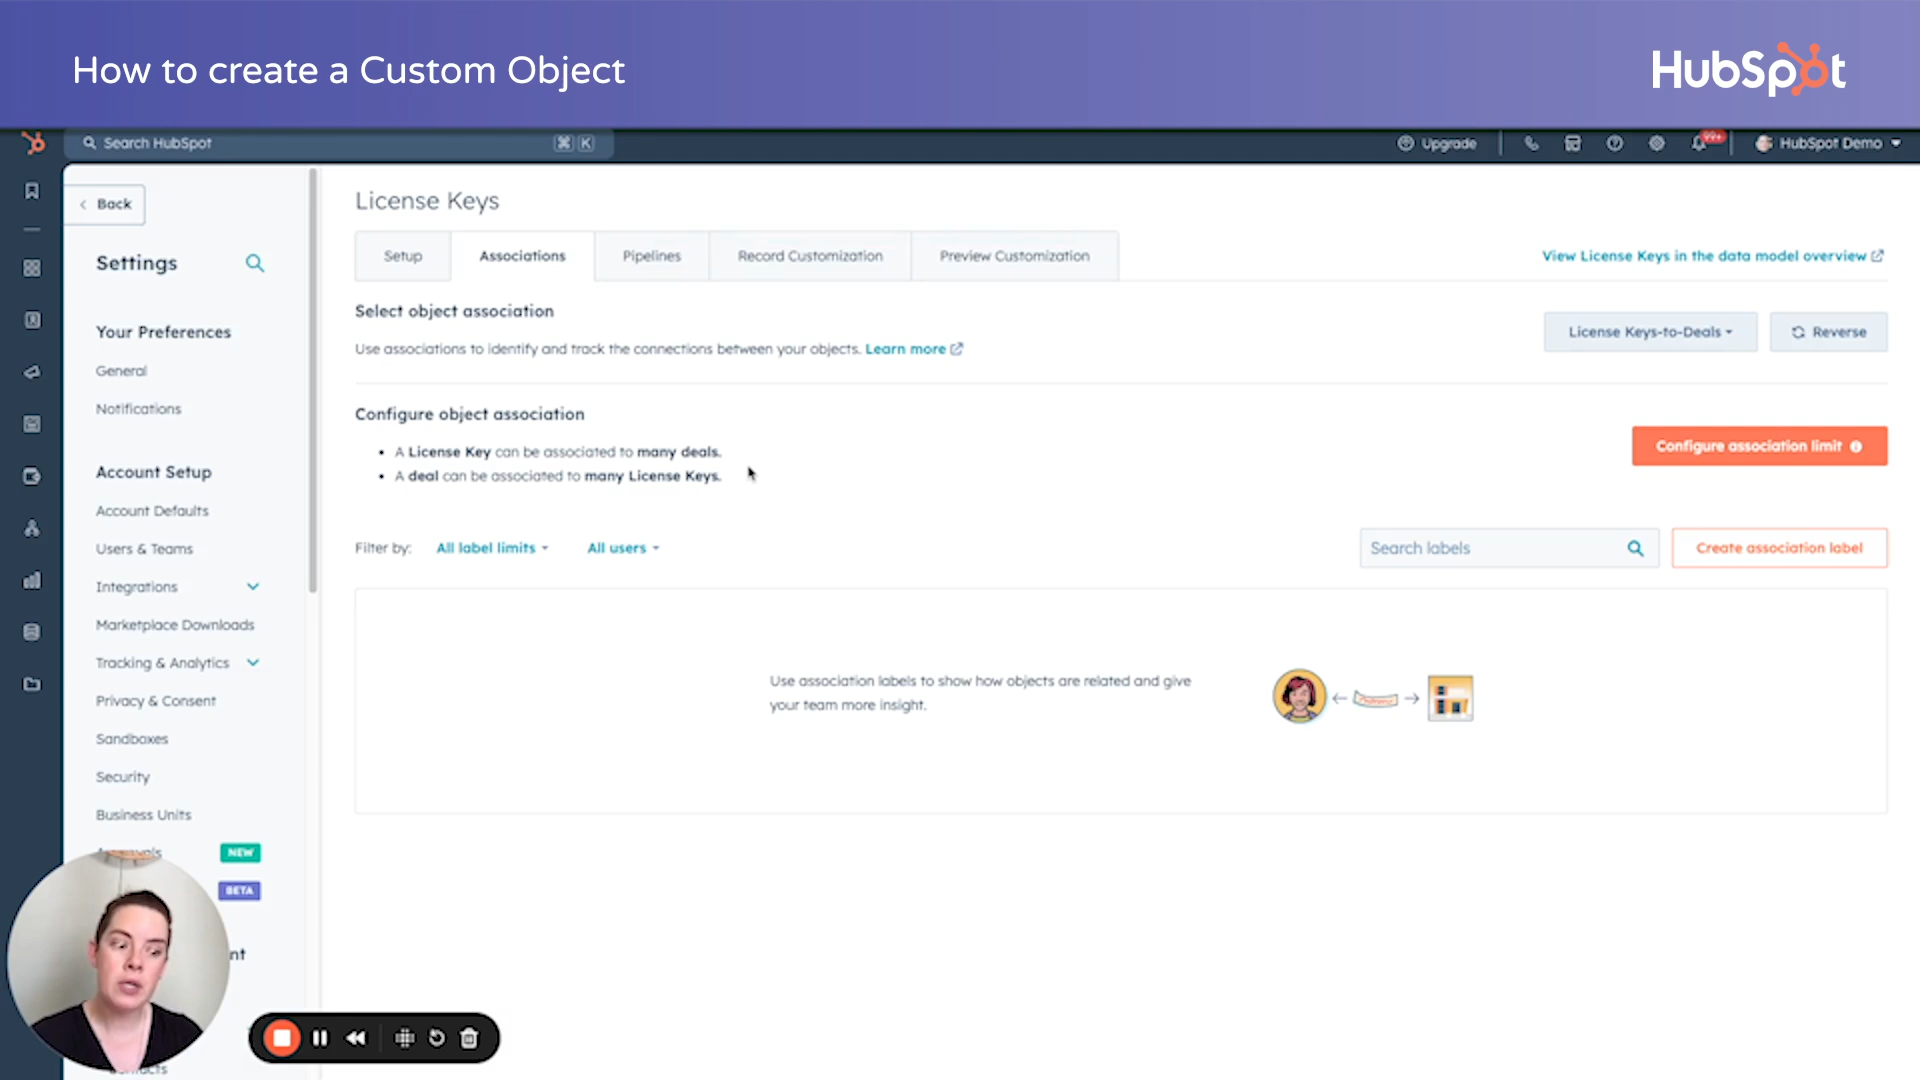 How to create a Custom Object
HubSpot
Search HubSpot
⌘ K
Upgrade
99+
HubSpot Demo
Back
Settings
Your Preferences
General
Notifications
Account Setup
Account Defaults
Users & Teams
Integrations
Marketplace Downloads
Tracking & Analytics
Privacy & Consent
Sandboxes
Security
Business Units
NEW
BETA
License Keys
Setup
Associations
Pipelines
Record Customization
Preview Customization
View License Keys in the data model overview
Select object association
Use associations to identify and track the connections between your objects. Learn more
License Keys-to-Deals
Reverse
Configure object association
• A License Key can be associated to many deals.
• A deal can be associated to many License Keys.
Configure association limit
Filter by: All label limits All users
Search labels
Create association label
Use association labels to show how objects are related and give
your team more insight.